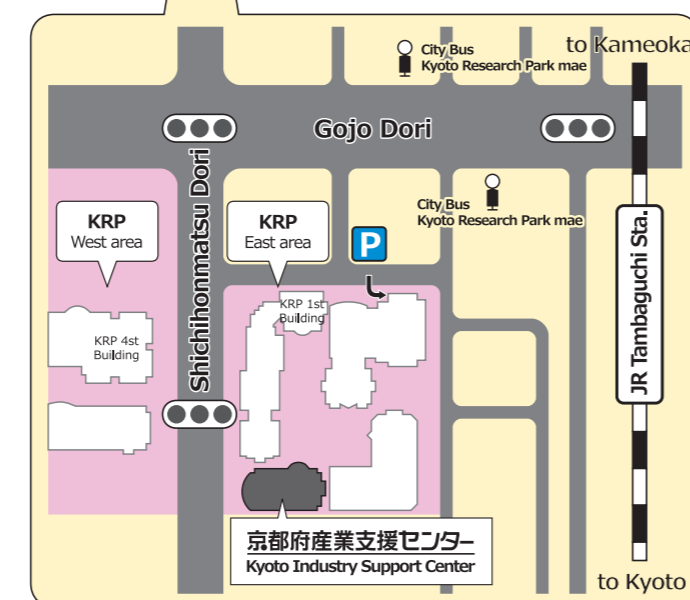 City Bus
Kyoto Research Park mae
to Kameoka
Gojo Dori
Shichihonmatsu Dori
KRP
West area
KRP
East area
P
City Bus
Kyoto Research Park mae
JR Tambaguchi Sta.
KRP 1st
Building
KRP 4st
Building
京都府産業支援センター
Kyoto Industry Support Center
to Kyoto